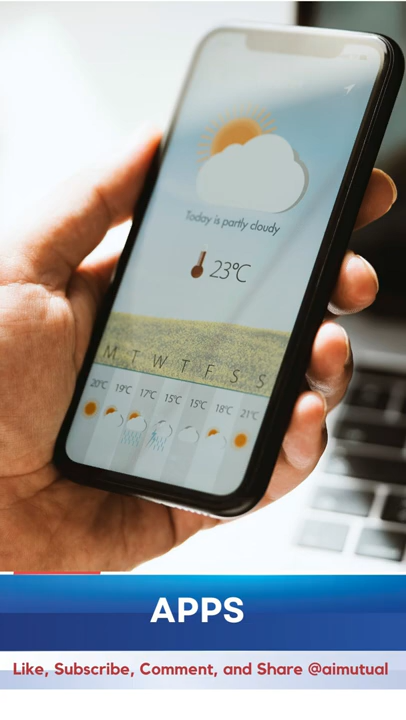 Today is partly cloudy
23°C
M T W T F S S
20°C 19°C 17°C 15°C 15°C 18°C 21°C
APPS
Like, Subscribe, Comment, and Share @aimutual